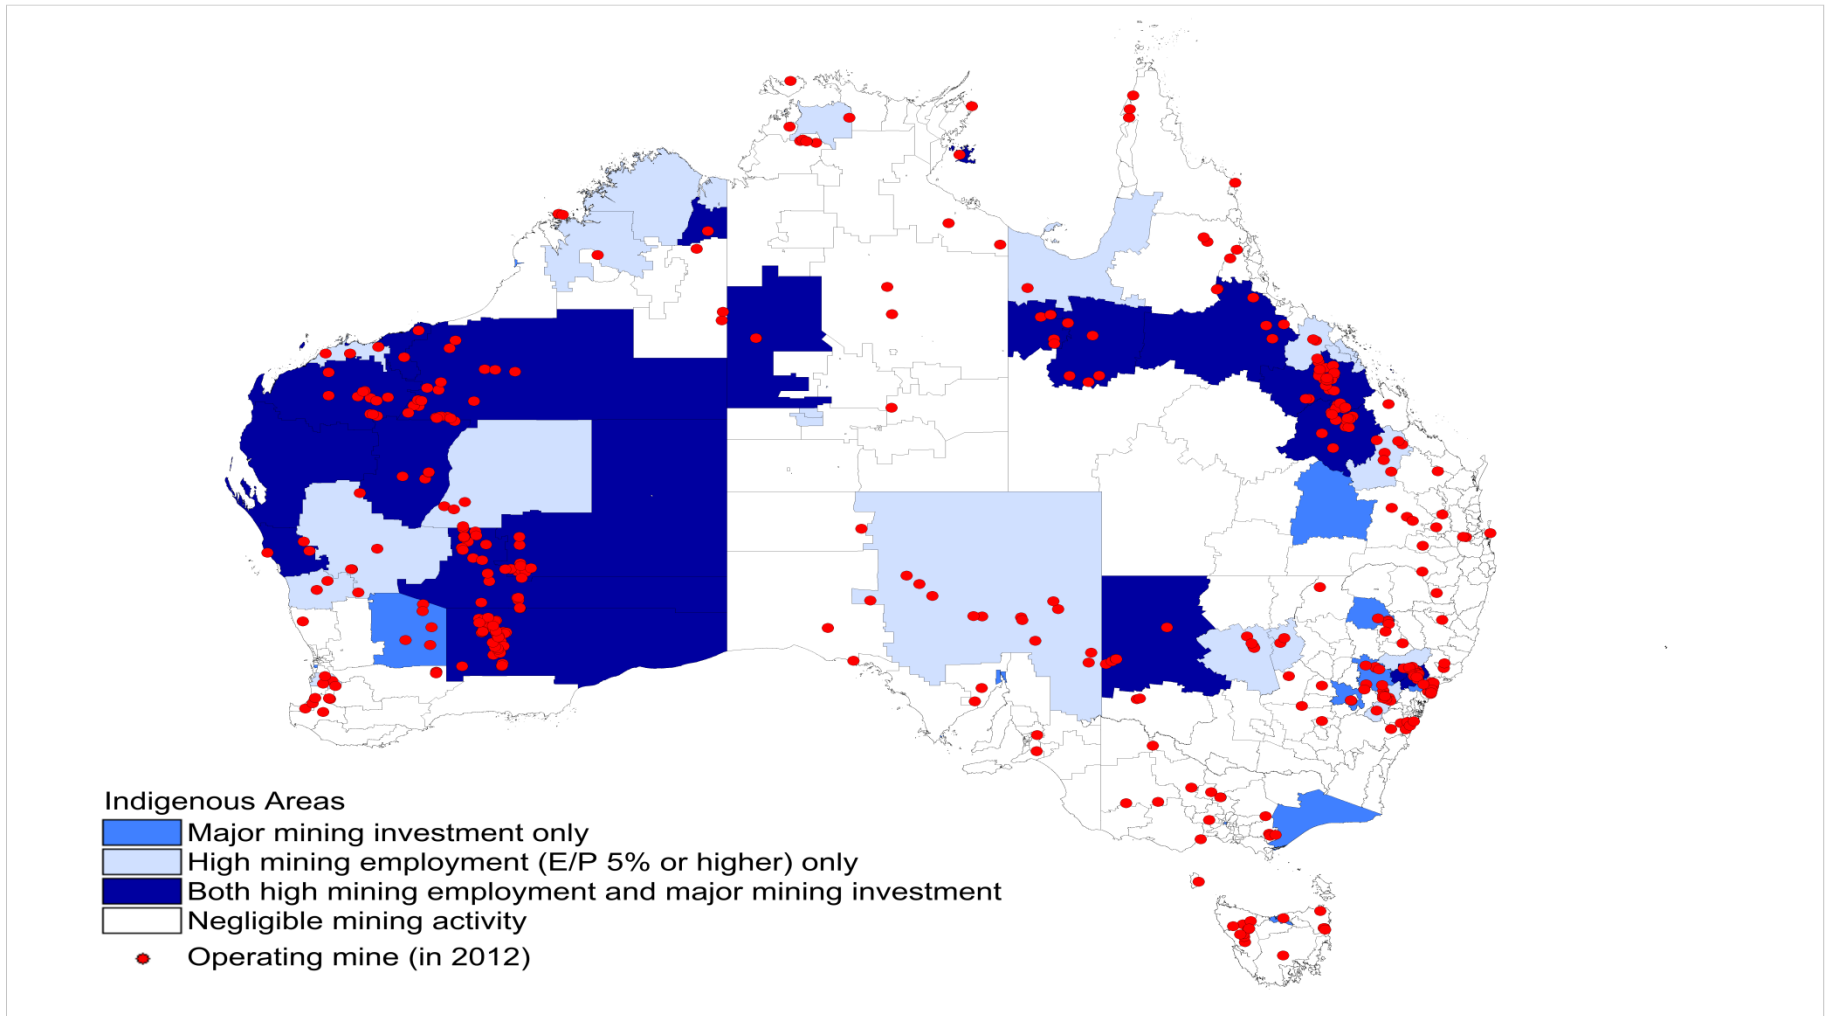 Indigenous Areas
Major mining investment only
High mining employment (E/P 5% or higher) only
Both high mining employment and major mining investment
Negligible mining activity
Operating mine (in 2012)